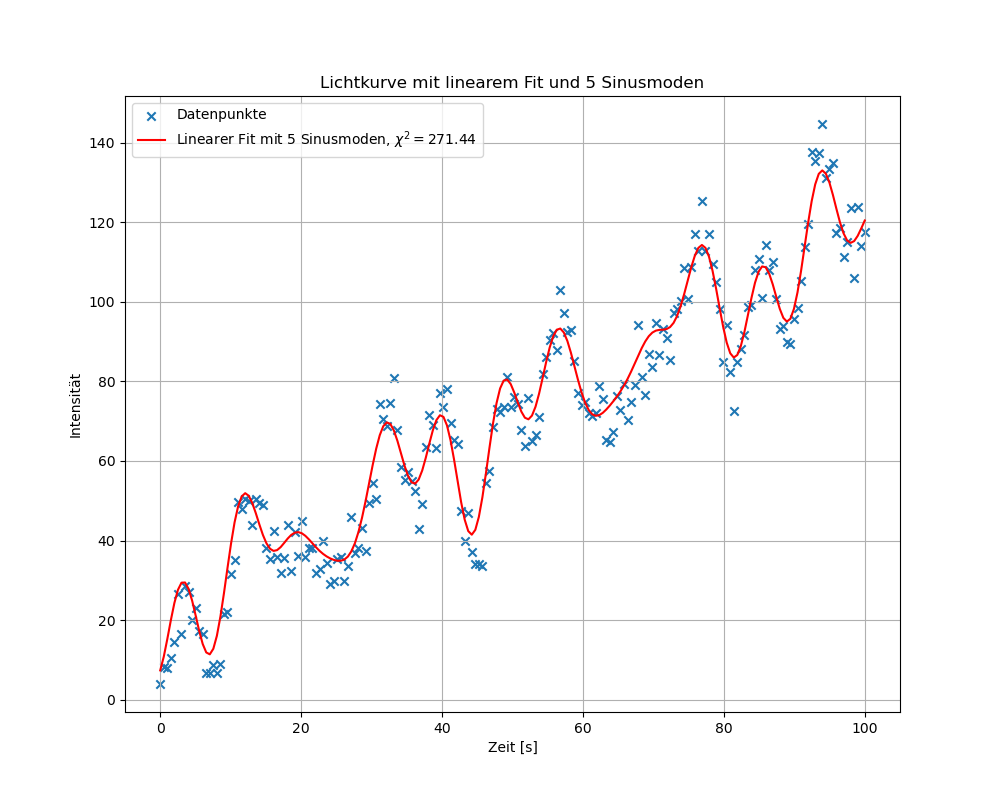 Lichtkurve mit linearem Fit und 5 Sinusmoden
Datenpunkte
Linearer Fit mit 5 Sinusmoden, χ² = 271.44
Intensität
140
120
100
80
60
40
20
0
0 20 40 60 80 100
Zeit [s]